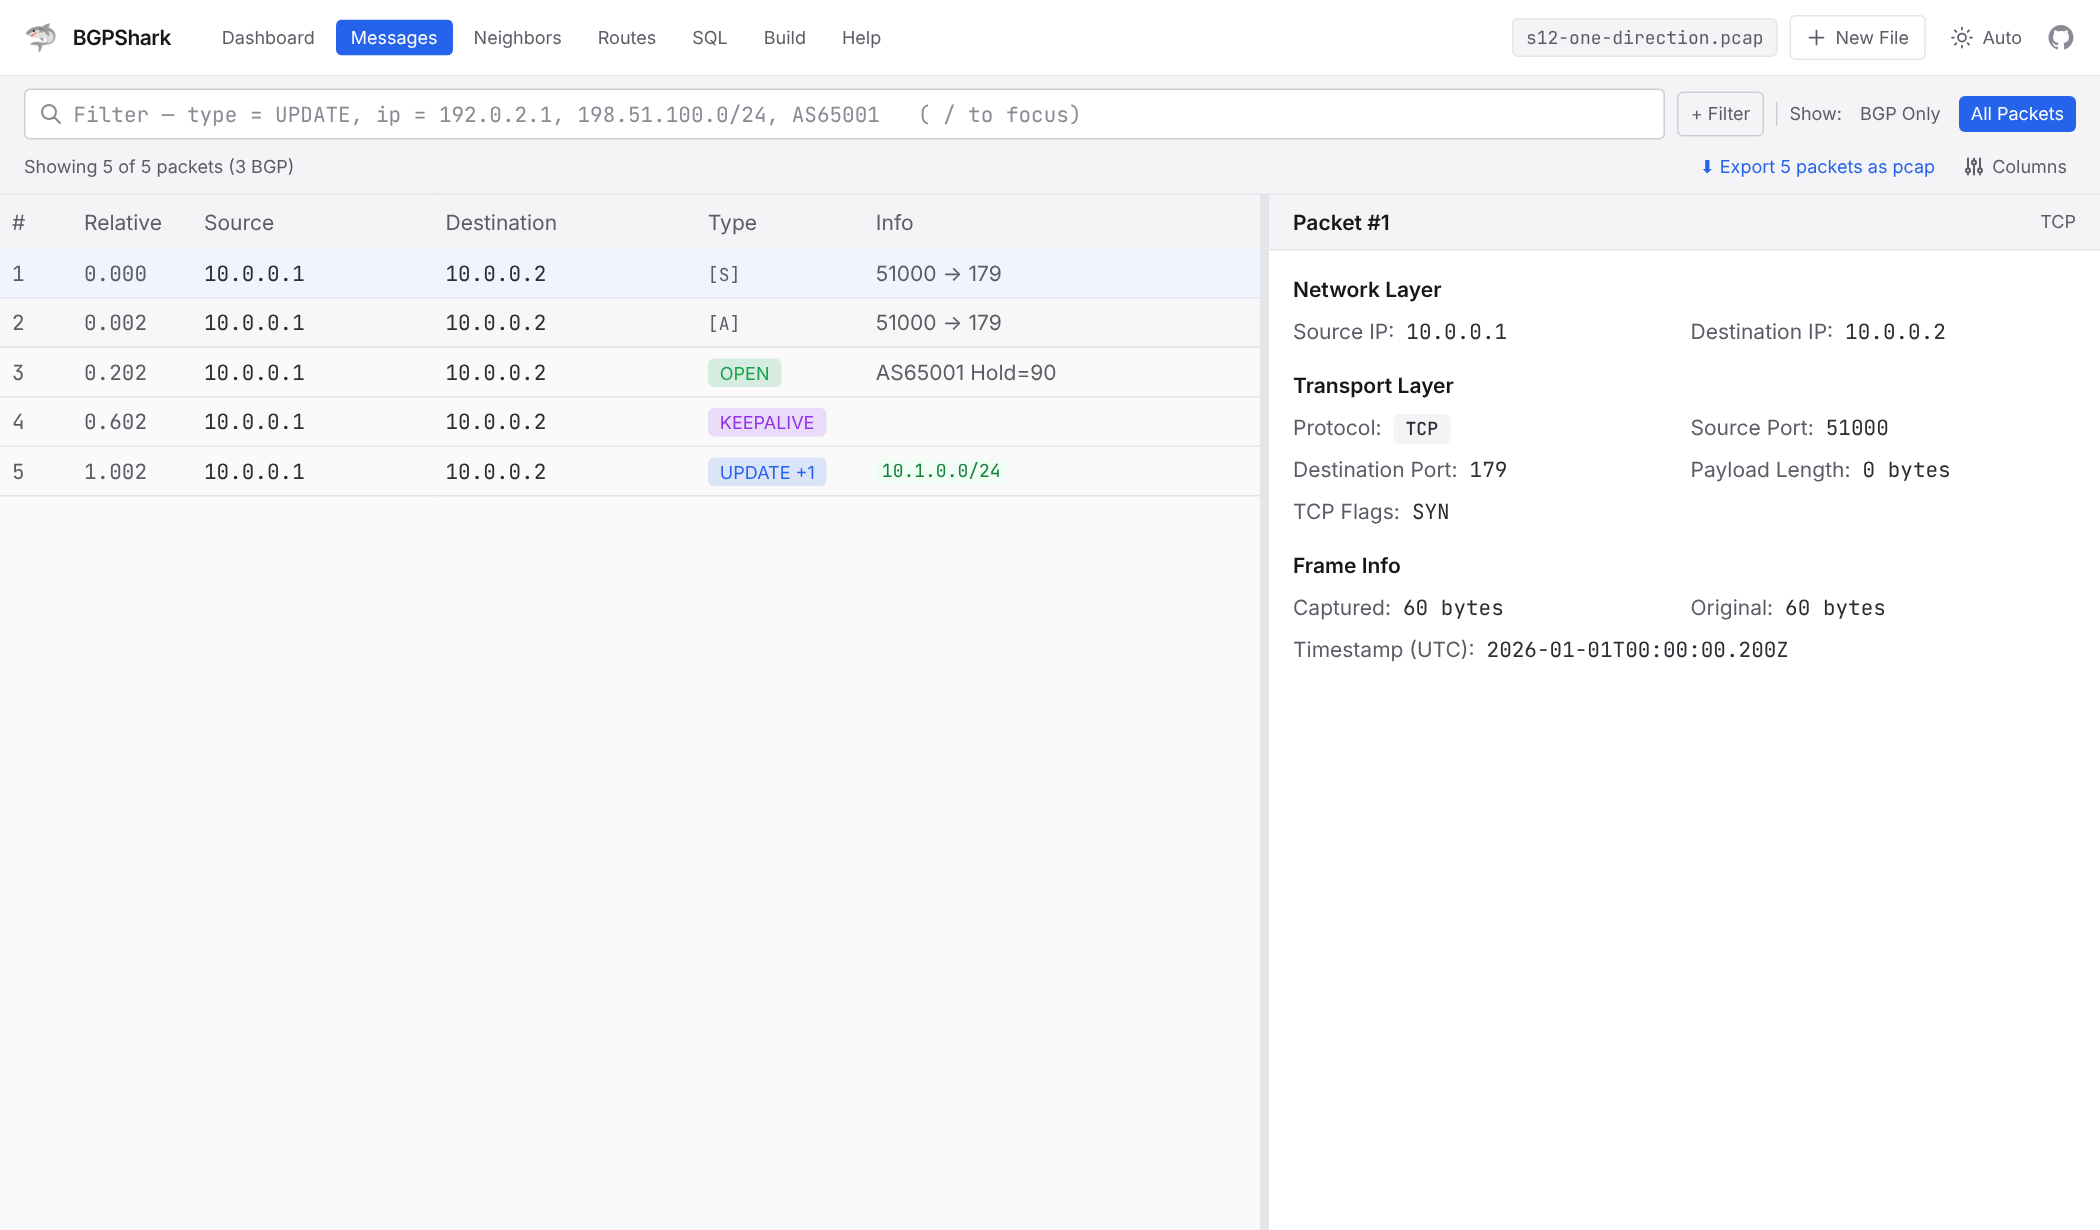 BGPShark Dashboard Messages Neighbors Routes SQL Build Help s12-one-direction.pcap + New File Auto
Filter — type = UPDATE, ip = 192.0.2.1, 198.51.100.0/24, AS65001 ( / to focus) + Filter Show: BGP Only All Packets
Showing 5 of 5 packets (3 BGP) ⬇ Export 5 packets as pcap Columns
# Relative Source Destination Type Info
1 0.000 10.0.0.1 10.0.0.2 [S] 51000 → 179
2 0.002 10.0.0.1 10.0.0.2 [A] 51000 → 179
3 0.202 10.0.0.1 10.0.0.2 OPEN AS65001 Hold=90
4 0.602 10.0.0.1 10.0.0.2 KEEPALIVE
5 1.002 10.0.0.1 10.0.0.2 UPDATE +1 10.1.0.0/24
Packet #1 TCP
Network Layer
Source IP: 10.0.0.1 Destination IP: 10.0.0.2
Transport Layer
Protocol: TCP Source Port: 51000
Destination Port: 179 Payload Length: 0 bytes
TCP Flags: SYN
Frame Info
Captured: 60 bytes Original: 60 bytes
Timestamp (UTC): 2026-01-01T00:00:00.200Z